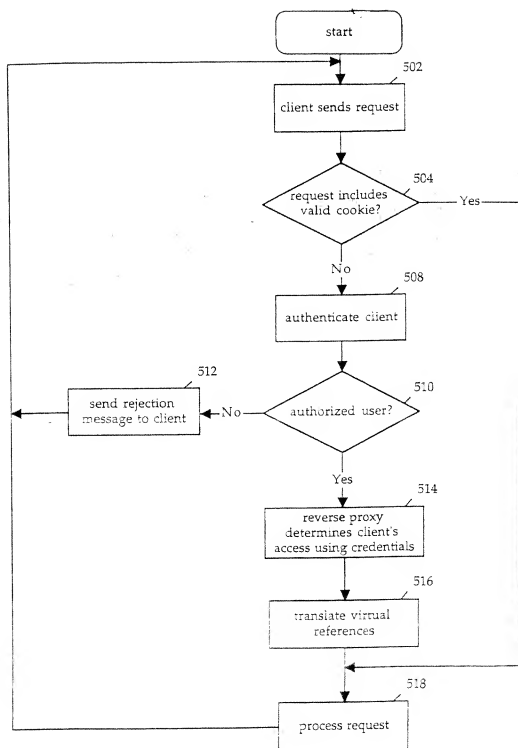 start
502
client sends request
504
request includes
valid cookie?
Yes
No
508
authenticate client
512
send rejection
message to client
No
510
authorized user?
Yes
514
reverse proxy
determines client's
access using credentials
516
translate virtual
references
518
process request